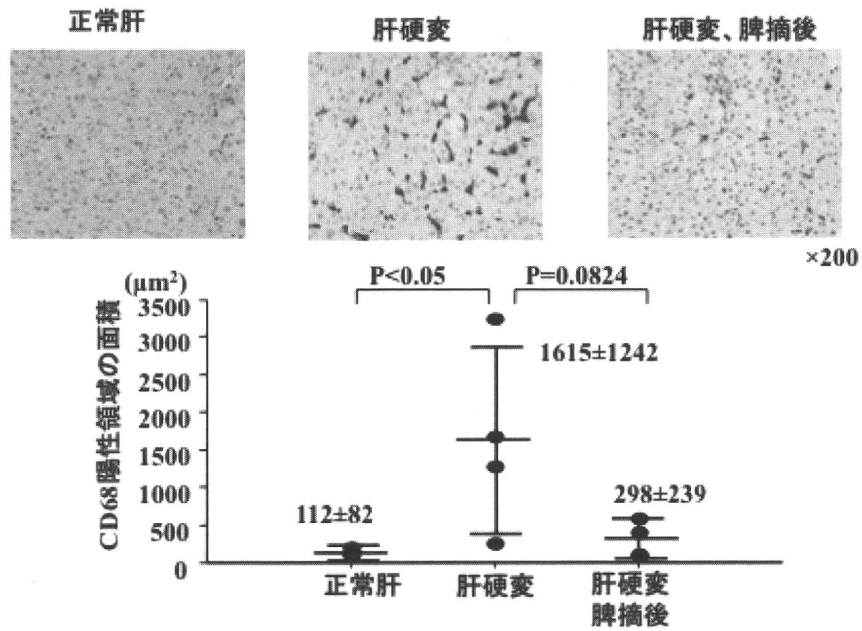 正常肝
肝硬変
肝硬変、脾摘後
×200
(μm²)
P<0.05
P=0.0824
CD68陽性領域の面積
3500
3000
2500
2000
1500
1000
500
0
1615±1242
112±82
298±239
正常肝
肝硬変
肝硬変
脾摘後